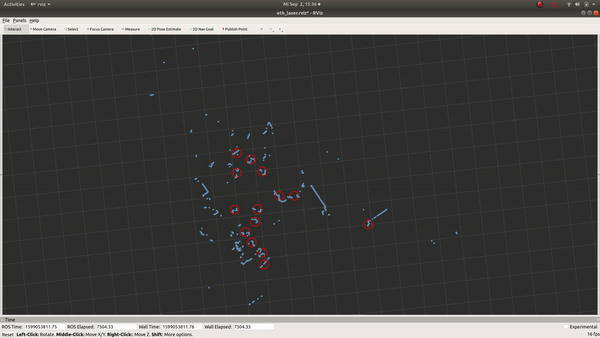 Activities rviz Mi Sep 2, 15:36
eth_laser.rviz* - RViz
File Panels Help
Interact Move Camera Select Focus Camera Measure 2D Pose Estimate 2D Nav Goal Publish Point
Time
ROS Time: 1599053811.75 ROS Elapsed: 7304.33 Wall Time: 1599053811.76 Wall Elapsed: 7304.33 Experimental
Reset Left-Click: Rotate. Middle-Click: Move X/Y. Right-Click: Move Z. Shift: More options. 16 fps